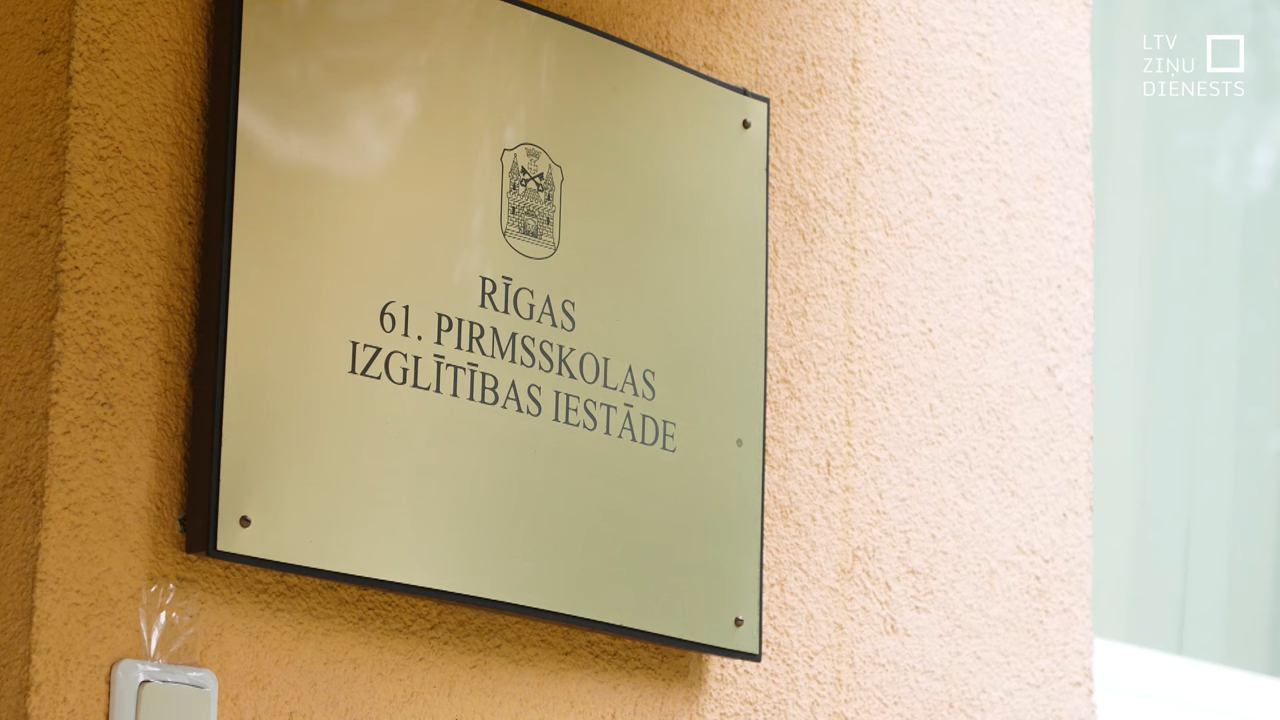 LTV
ZIŅU
DIENESTS
RĪGAS
61. PIRMSSKOLAS
IZGLĪTĪBAS IESTĀDE